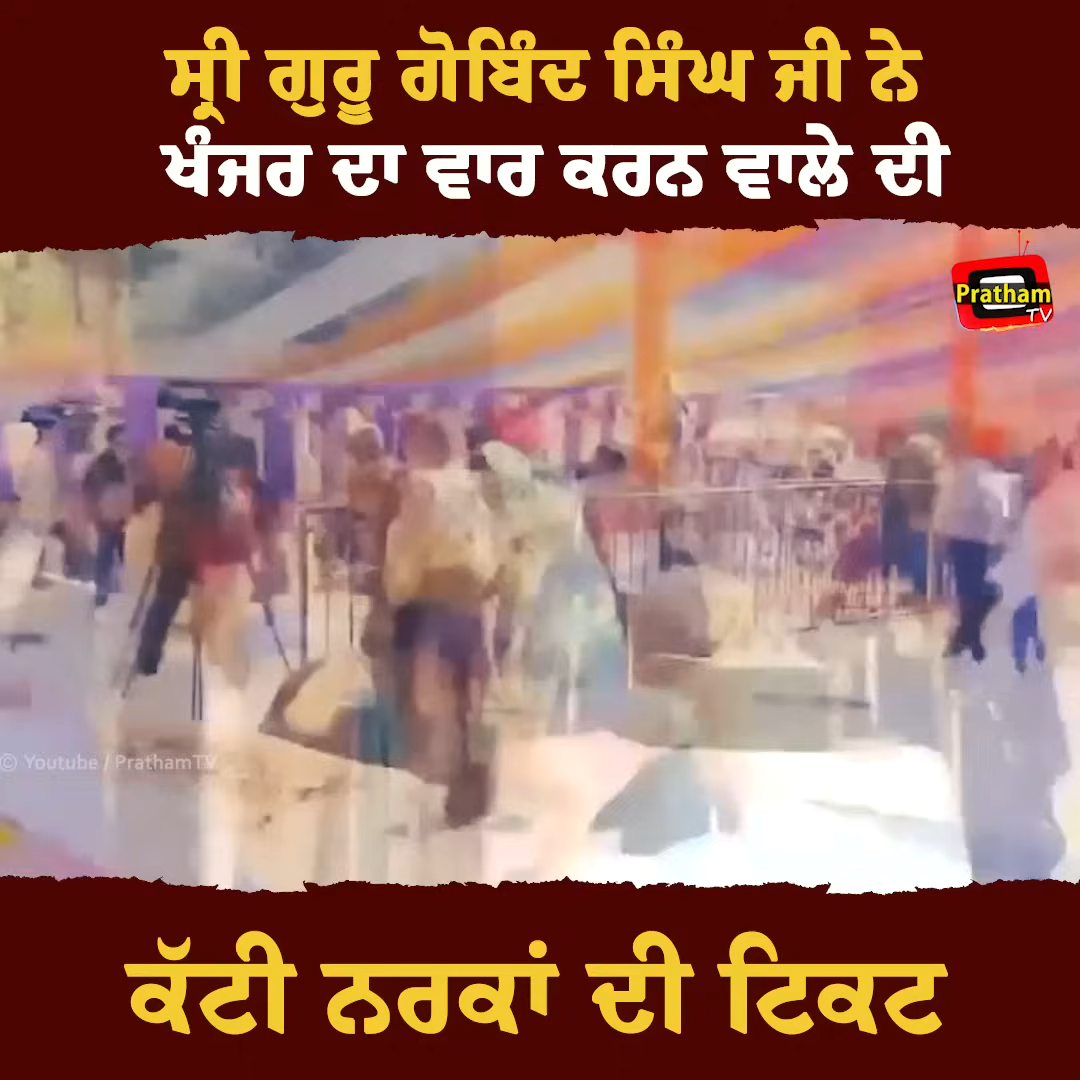 ਸ੍ਰੀ ਗੁਰੂ ਗੋਬਿੰਦ ਸਿੰਘ ਜੀ ਨੇ
ਖੰਜਰ ਦਾ ਵਾਰ ਕਰਨ ਵਾਲੇ ਦੀ
Pratham
TV
© Youtube / PrathamTV
ਕੱਟੀ ਨਰਕਾਂ ਦੀ ਟਿਕਟ